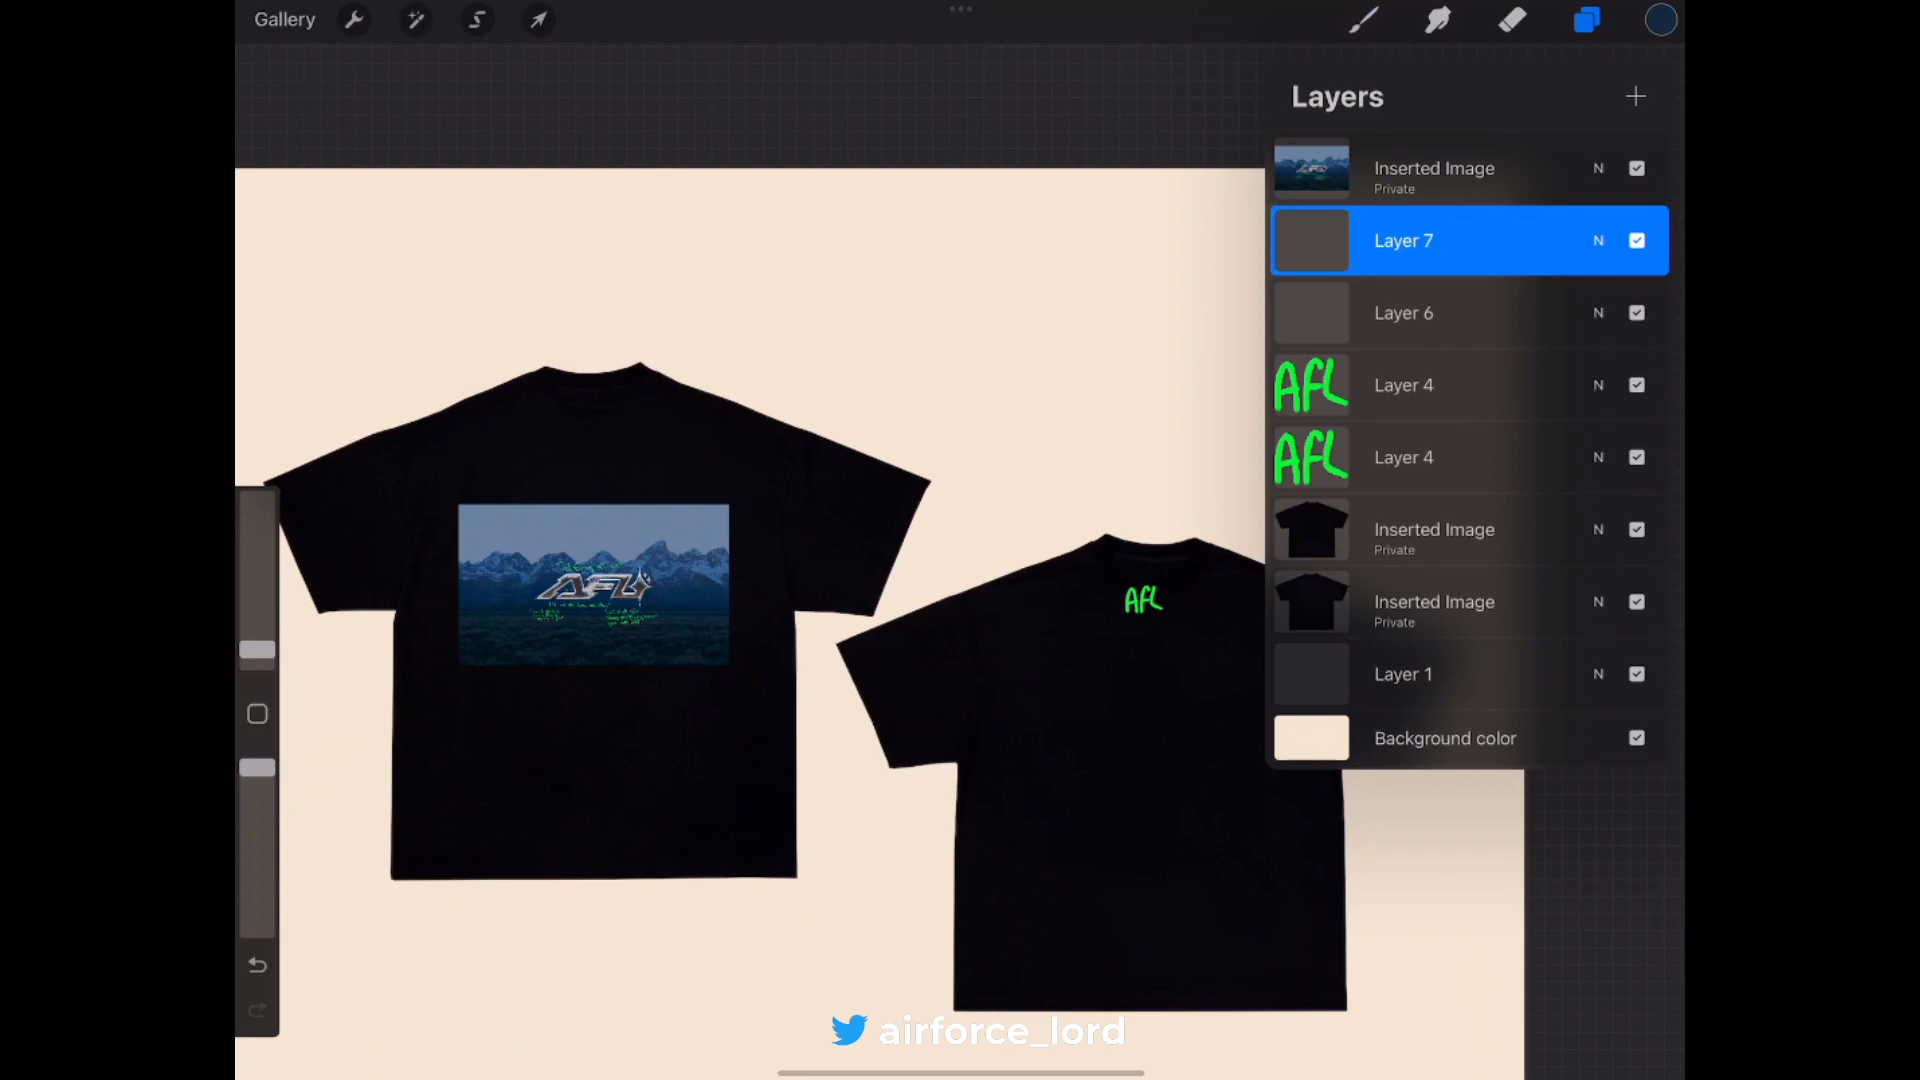 Gallery
Layers
Inserted Image
Private
N
Layer 7
N
Layer 6
N
AFL
Layer 4
N
AFL
Layer 4
N
Inserted Image
Private
N
Inserted Image
Private
N
Layer 1
N
Background color
AFL
AFL
airforce_lord